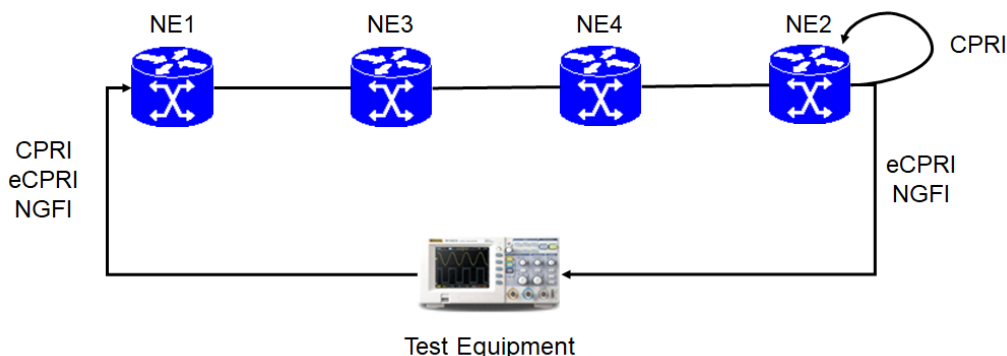 NE1
NE3
NE4
NE2
CPRI
CPRI
eCPRI
NGFI
eCPRI
NGFI
Test Equipment